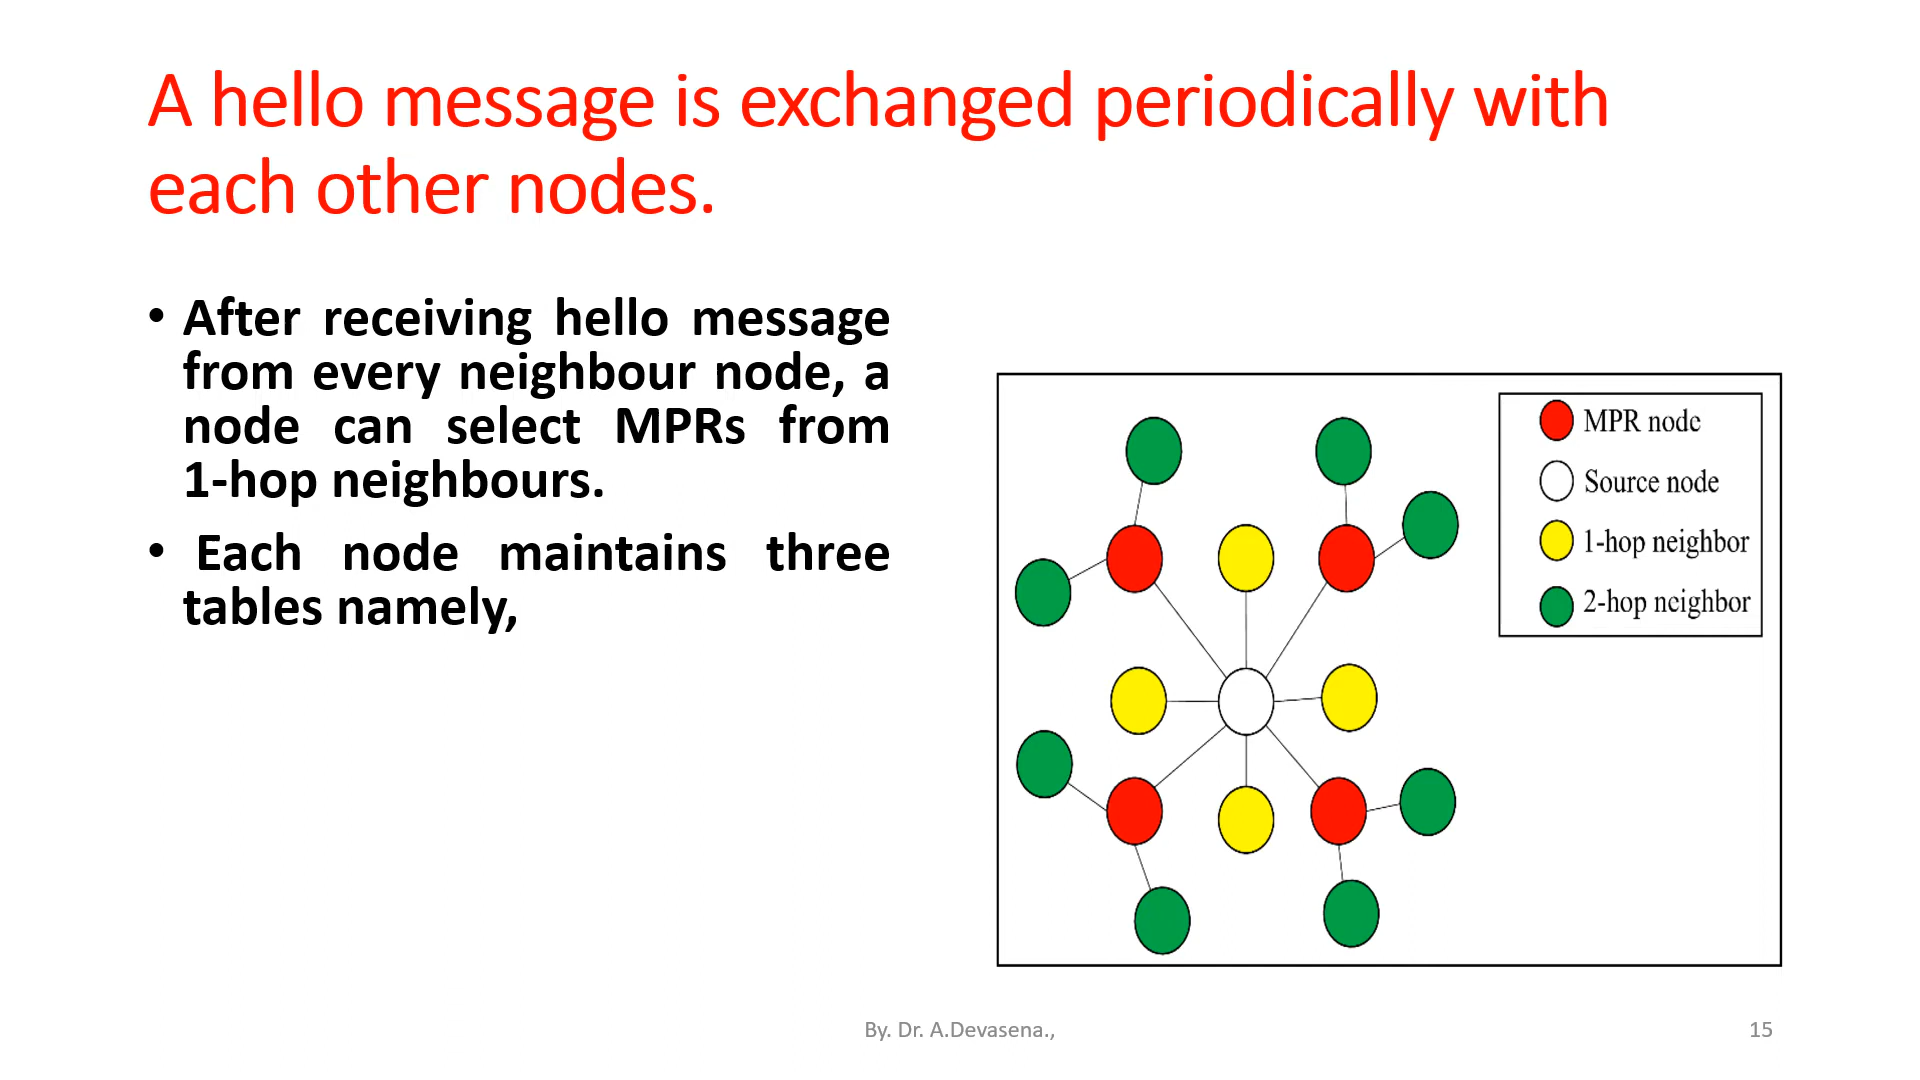 A hello message is exchanged periodically with
each other nodes.
• After receiving hello message
from every neighbour node, a
node can select MPRs from
1-hop neighbours.
• Each node maintains three
tables namely,
MPR node
Source node
1-hop neighbor
2-hop neighbor
By. Dr. A.Devasena.,
15